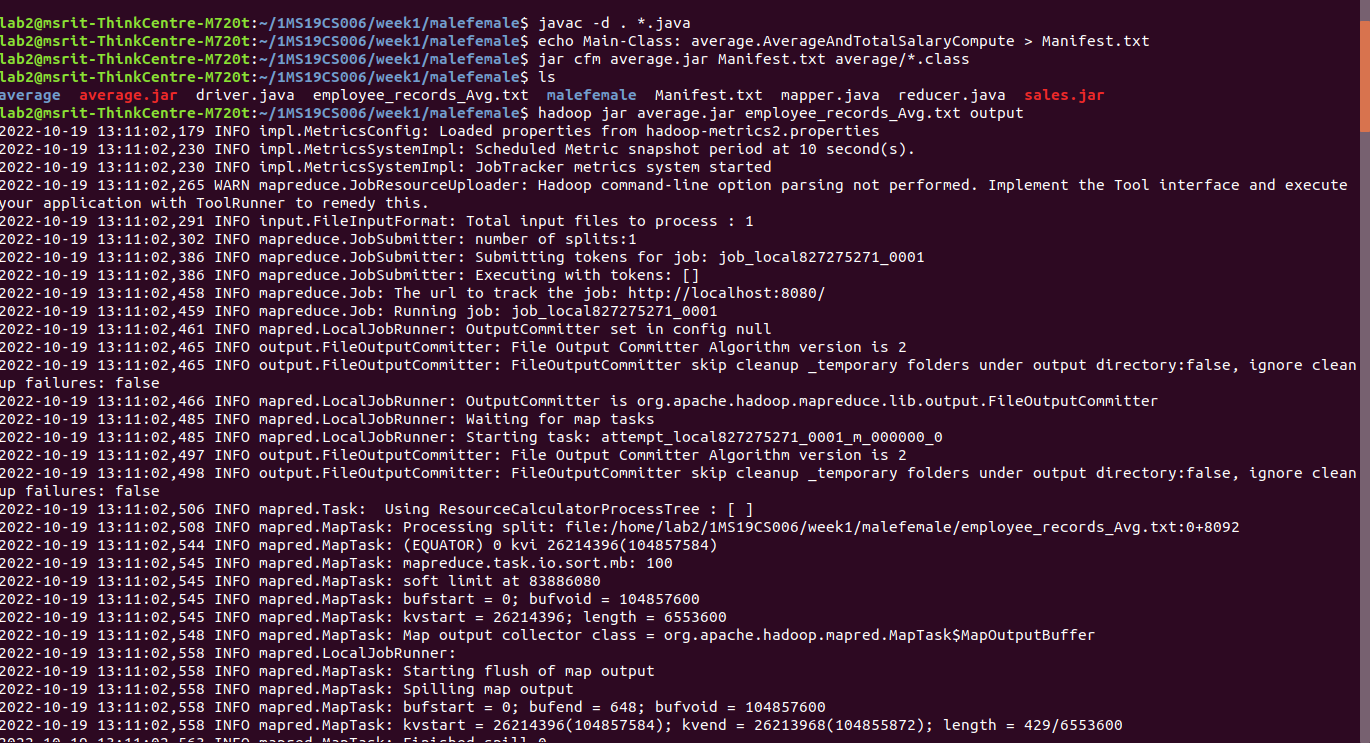 lab2@msrit-ThinkCentre-M720t:~/1MS19CS006/week1/malefemale$ javac -d . *.java
lab2@msrit-ThinkCentre-M720t:~/1MS19CS006/week1/malefemale$ echo Main-Class: average.AverageAndTotalSalaryCompute > Manifest.txt
lab2@msrit-ThinkCentre-M720t:~/1MS19CS006/week1/malefemale$ jar cfm average.jar Manifest.txt average/*.class
lab2@msrit-ThinkCentre-M720t:~/1MS19CS006/week1/malefemale$ ls
average  average.jar  driver.java  employee_records_Avg.txt  malefemale  Manifest.txt  mapper.java  reducer.java  sales.jar
lab2@msrit-ThinkCentre-M720t:~/1MS19CS006/week1/malefemale$ hadoop jar average.jar employee_records_Avg.txt output
2022-10-19 13:11:02,179 INFO impl.MetricsConfig: Loaded properties from hadoop-metrics2.properties
2022-10-19 13:11:02,230 INFO impl.MetricsSystemImpl: Scheduled Metric snapshot period at 10 second(s).
2022-10-19 13:11:02,230 INFO impl.MetricsSystemImpl: JobTracker metrics system started
2022-10-19 13:11:02,265 WARN mapreduce.JobResourceUploader: Hadoop command-line option parsing not performed. Implement the Tool interface and execute
your application with ToolRunner to remedy this.
2022-10-19 13:11:02,291 INFO input.FileInputFormat: Total input files to process : 1
2022-10-19 13:11:02,302 INFO mapreduce.JobSubmitter: number of splits:1
2022-10-19 13:11:02,386 INFO mapreduce.JobSubmitter: Submitting tokens for job: job_local827275271_0001
2022-10-19 13:11:02,386 INFO mapreduce.JobSubmitter: Executing with tokens: []
2022-10-19 13:11:02,458 INFO mapreduce.Job: The url to track the job: http://localhost:8080/
2022-10-19 13:11:02,459 INFO mapreduce.Job: Running job: job_local827275271_0001
2022-10-19 13:11:02,461 INFO mapred.LocalJobRunner: OutputCommitter set in config null
2022-10-19 13:11:02,465 INFO output.FileOutputCommitter: File Output Committer Algorithm version is 2
2022-10-19 13:11:02,465 INFO output.FileOutputCommitter: FileOutputCommitter skip cleanup _temporary folders under output directory:false, ignore clean
up failures: false
2022-10-19 13:11:02,466 INFO mapred.LocalJobRunner: OutputCommitter is org.apache.hadoop.mapreduce.lib.output.FileOutputCommitter
2022-10-19 13:11:02,485 INFO mapred.LocalJobRunner: Waiting for map tasks
2022-10-19 13:11:02,485 INFO mapred.LocalJobRunner: Starting task: attempt_local827275271_0001_m_000000_0
2022-10-19 13:11:02,497 INFO output.FileOutputCommitter: File Output Committer Algorithm version is 2
2022-10-19 13:11:02,498 INFO output.FileOutputCommitter: FileOutputCommitter skip cleanup _temporary folders under output directory:false, ignore clean
up failures: false
2022-10-19 13:11:02,506 INFO mapred.Task:  Using ResourceCalculatorProcessTree : [ ]
2022-10-19 13:11:02,508 INFO mapred.MapTask: Processing split: file:/home/lab2/1MS19CS006/week1/malefemale/employee_records_Avg.txt:0+8092
2022-10-19 13:11:02,544 INFO mapred.MapTask: (EQUATOR) 0 kvi 26214396(104857584)
2022-10-19 13:11:02,545 INFO mapred.MapTask: mapreduce.task.io.sort.mb: 100
2022-10-19 13:11:02,545 INFO mapred.MapTask: soft limit at 83886080
2022-10-19 13:11:02,545 INFO mapred.MapTask: bufstart = 0; bufvoid = 104857600
2022-10-19 13:11:02,545 INFO mapred.MapTask: kvstart = 26214396; length = 6553600
2022-10-19 13:11:02,548 INFO mapred.MapTask: Map output collector class = org.apache.hadoop.mapred.MapTask$MapOutputBuffer
2022-10-19 13:11:02,558 INFO mapred.LocalJobRunner:
2022-10-19 13:11:02,558 INFO mapred.MapTask: Starting flush of map output
2022-10-19 13:11:02,558 INFO mapred.MapTask: Spilling map output
2022-10-19 13:11:02,558 INFO mapred.MapTask: bufstart = 0; bufend = 648; bufvoid = 104857600
2022-10-19 13:11:02,558 INFO mapred.MapTask: kvstart = 26214396(104857584); kvend = 26213968(104855872); length = 429/6553600
2022-10-19 INFO mapred.MapTask: Finished spill 0